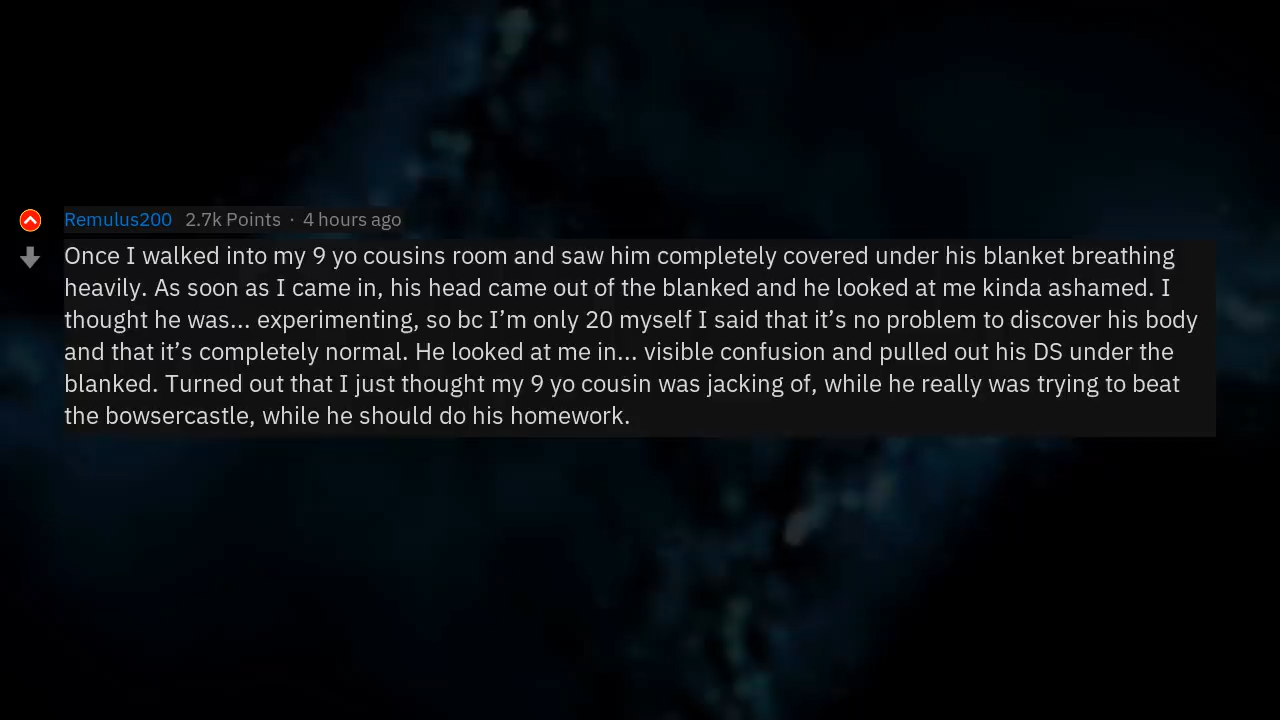 Remulus200 2.7k Points · 4 hours ago
Once I walked into my 9 yo cousins room and saw him completely covered under his blanket breathing
heavily. As soon as I came in, his head came out of the blanked and he looked at me kinda ashamed. I
thought he was... experimenting, so bc I’m only 20 myself I said that it’s no problem to discover his body
and that it’s completely normal. He looked at me in... visible confusion and pulled out his DS under the
blanked. Turned out that I just thought my 9 yo cousin was jacking of, while he really was trying to beat
the bowsercastle, while he should do his homework.